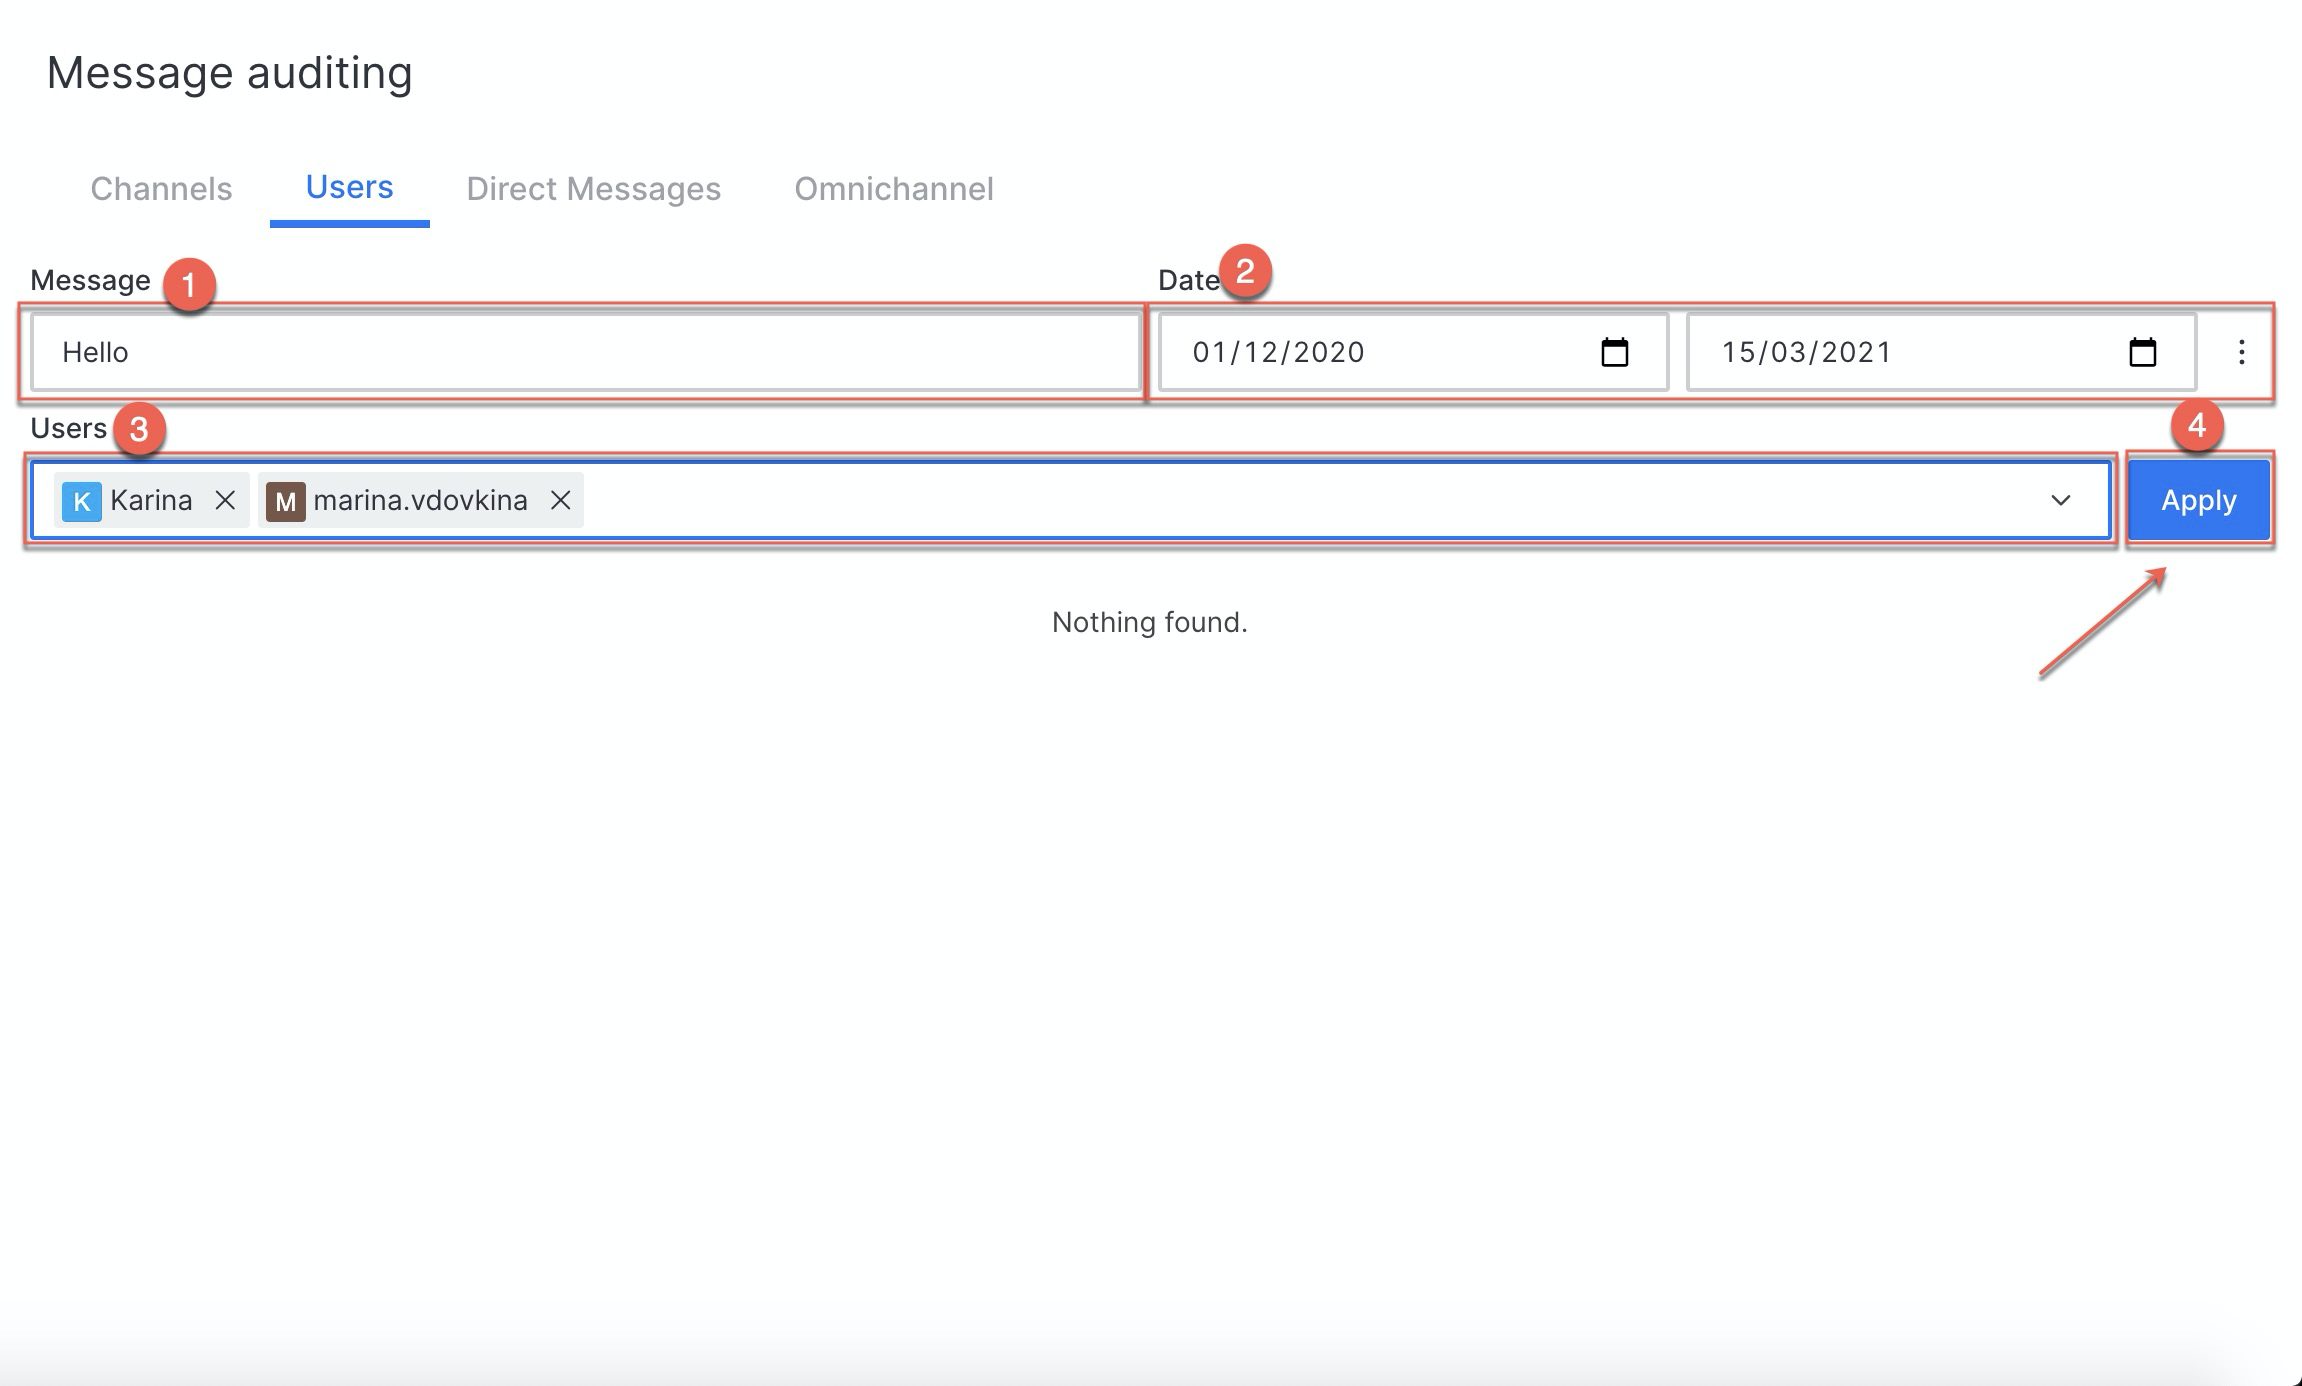 Message auditing
Channels Users Direct Messages Omnichannel
Message 1 Date 2
Hello 01/12/2020 15/03/2021
Users 3 4
K Karina M marina.vdovkina Apply
Nothing found.